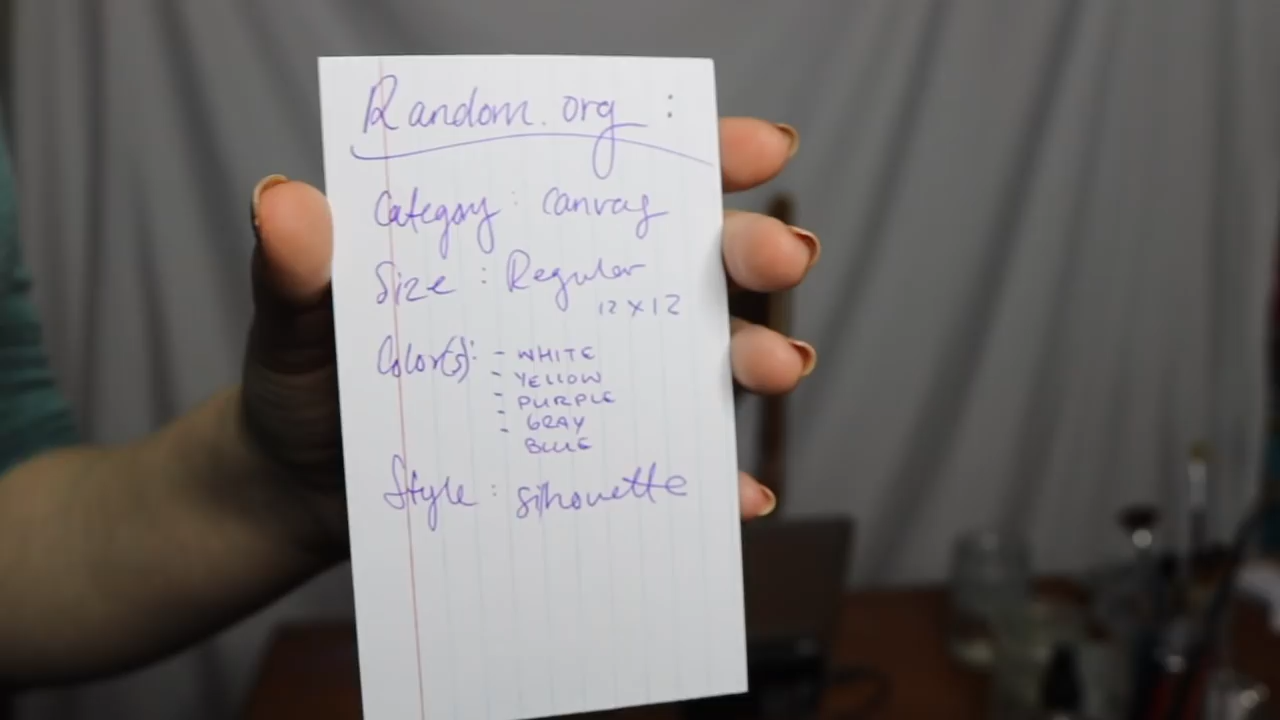 Random.org :
Category : Canvas
Size : Regular
12 x 12
Color(s): - WHITE
- YELLOW
- PURPLE
- GRAY
- BLUE
Style : silhouette